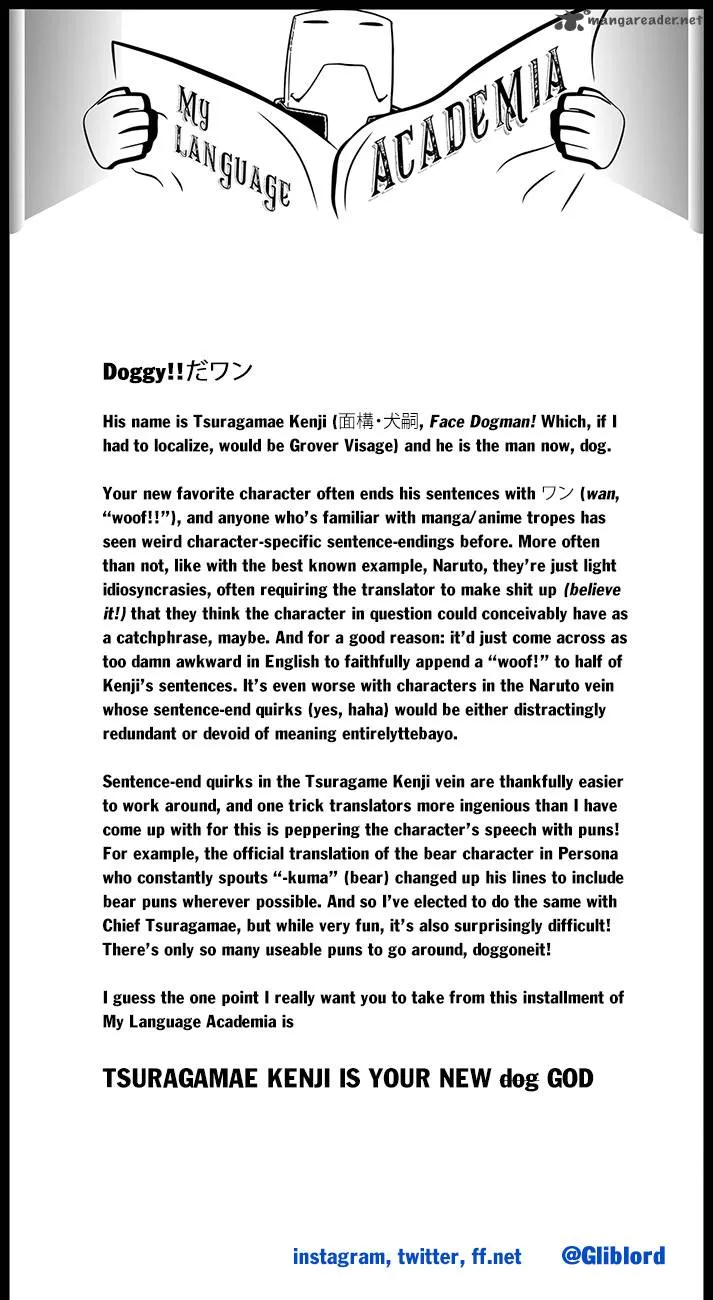 mangareader.net
MY
LANGUAGE
ACADEMIA
Doggy!!だワン
His name is Tsuragamae Kenji (面構・犬嗣, Face Dogman! Which, if I
had to localize, would be Grover Visage) and he is the man now, dog.
Your new favorite character often ends his sentences with ワン (wan,
“woof!!”), and anyone who’s familiar with manga/anime tropes has
seen weird character-specific sentence-endings before. More often
than not, like with the best known example, Naruto, they’re just light
idiosyncrasies, often requiring the translator to make shit up (believe
it!) that they think the character in question could conceivably have as
a catchphrase, maybe. And for a good reason: it’d just come across as
too damn awkward in English to faithfully append a “woof!” to half of
Kenji’s sentences. It’s even worse with characters in the Naruto vein
whose sentence-end quirks (yes, haha) would be either distractingly
redundant or devoid of meaning entirelyttebayo.
Sentence-end quirks in the Tsuragame Kenji vein are thankfully easier
to work around, and one trick translators more ingenious than I have
come up with for this is peppering the character’s speech with puns!
For example, the official translation of the bear character in Persona
who constantly spouts “-kuma” (bear) changed up his lines to include
bear puns wherever possible. And so I’ve elected to do the same with
Chief Tsuragamae, but while very fun, it’s also surprisingly difficult!
There’s only so many useable puns to go around, doggoneit!
I guess the one point I really want you to take from this installment of
My Language Academia is
TSURAGAMAE KENJI IS YOUR NEW dog GOD
instagram, twitter, ff.net @Gliblord